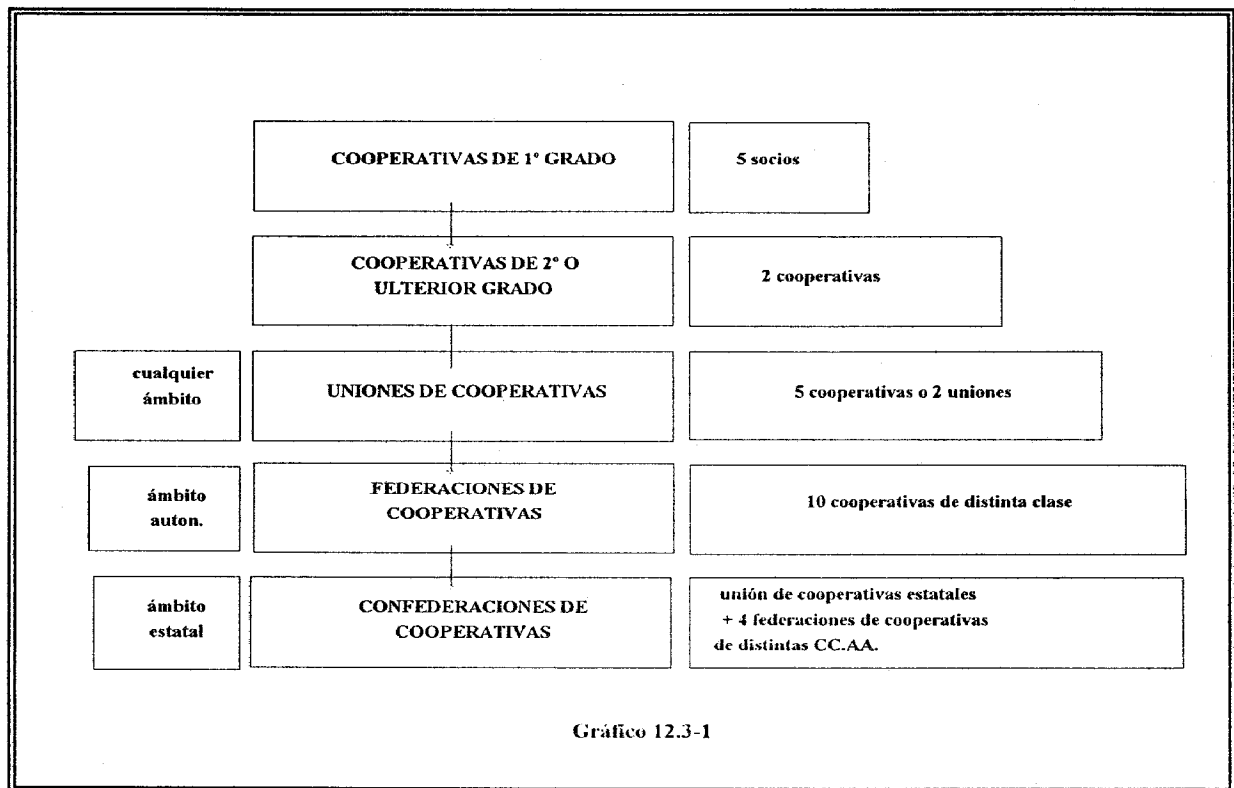 COOPERATIVAS DE 1º GRADO
5 socios
COOPERATIVAS DE 2º O
ULTERIOR GRADO
2 cooperativas
cualquier
ámbito
UNIONES DE COOPERATIVAS
5 cooperativas o 2 uniones
ámbito
auton.
FEDERACIONES DE
COOPERATIVAS
10 cooperativas de distinta clase
ámbito
estatal
CONFEDERACIONES DE
COOPERATIVAS
unión de cooperativas estatales
+ 4 federaciones de cooperativas
de distintas CC.AA.
Gráfico 12.3-1